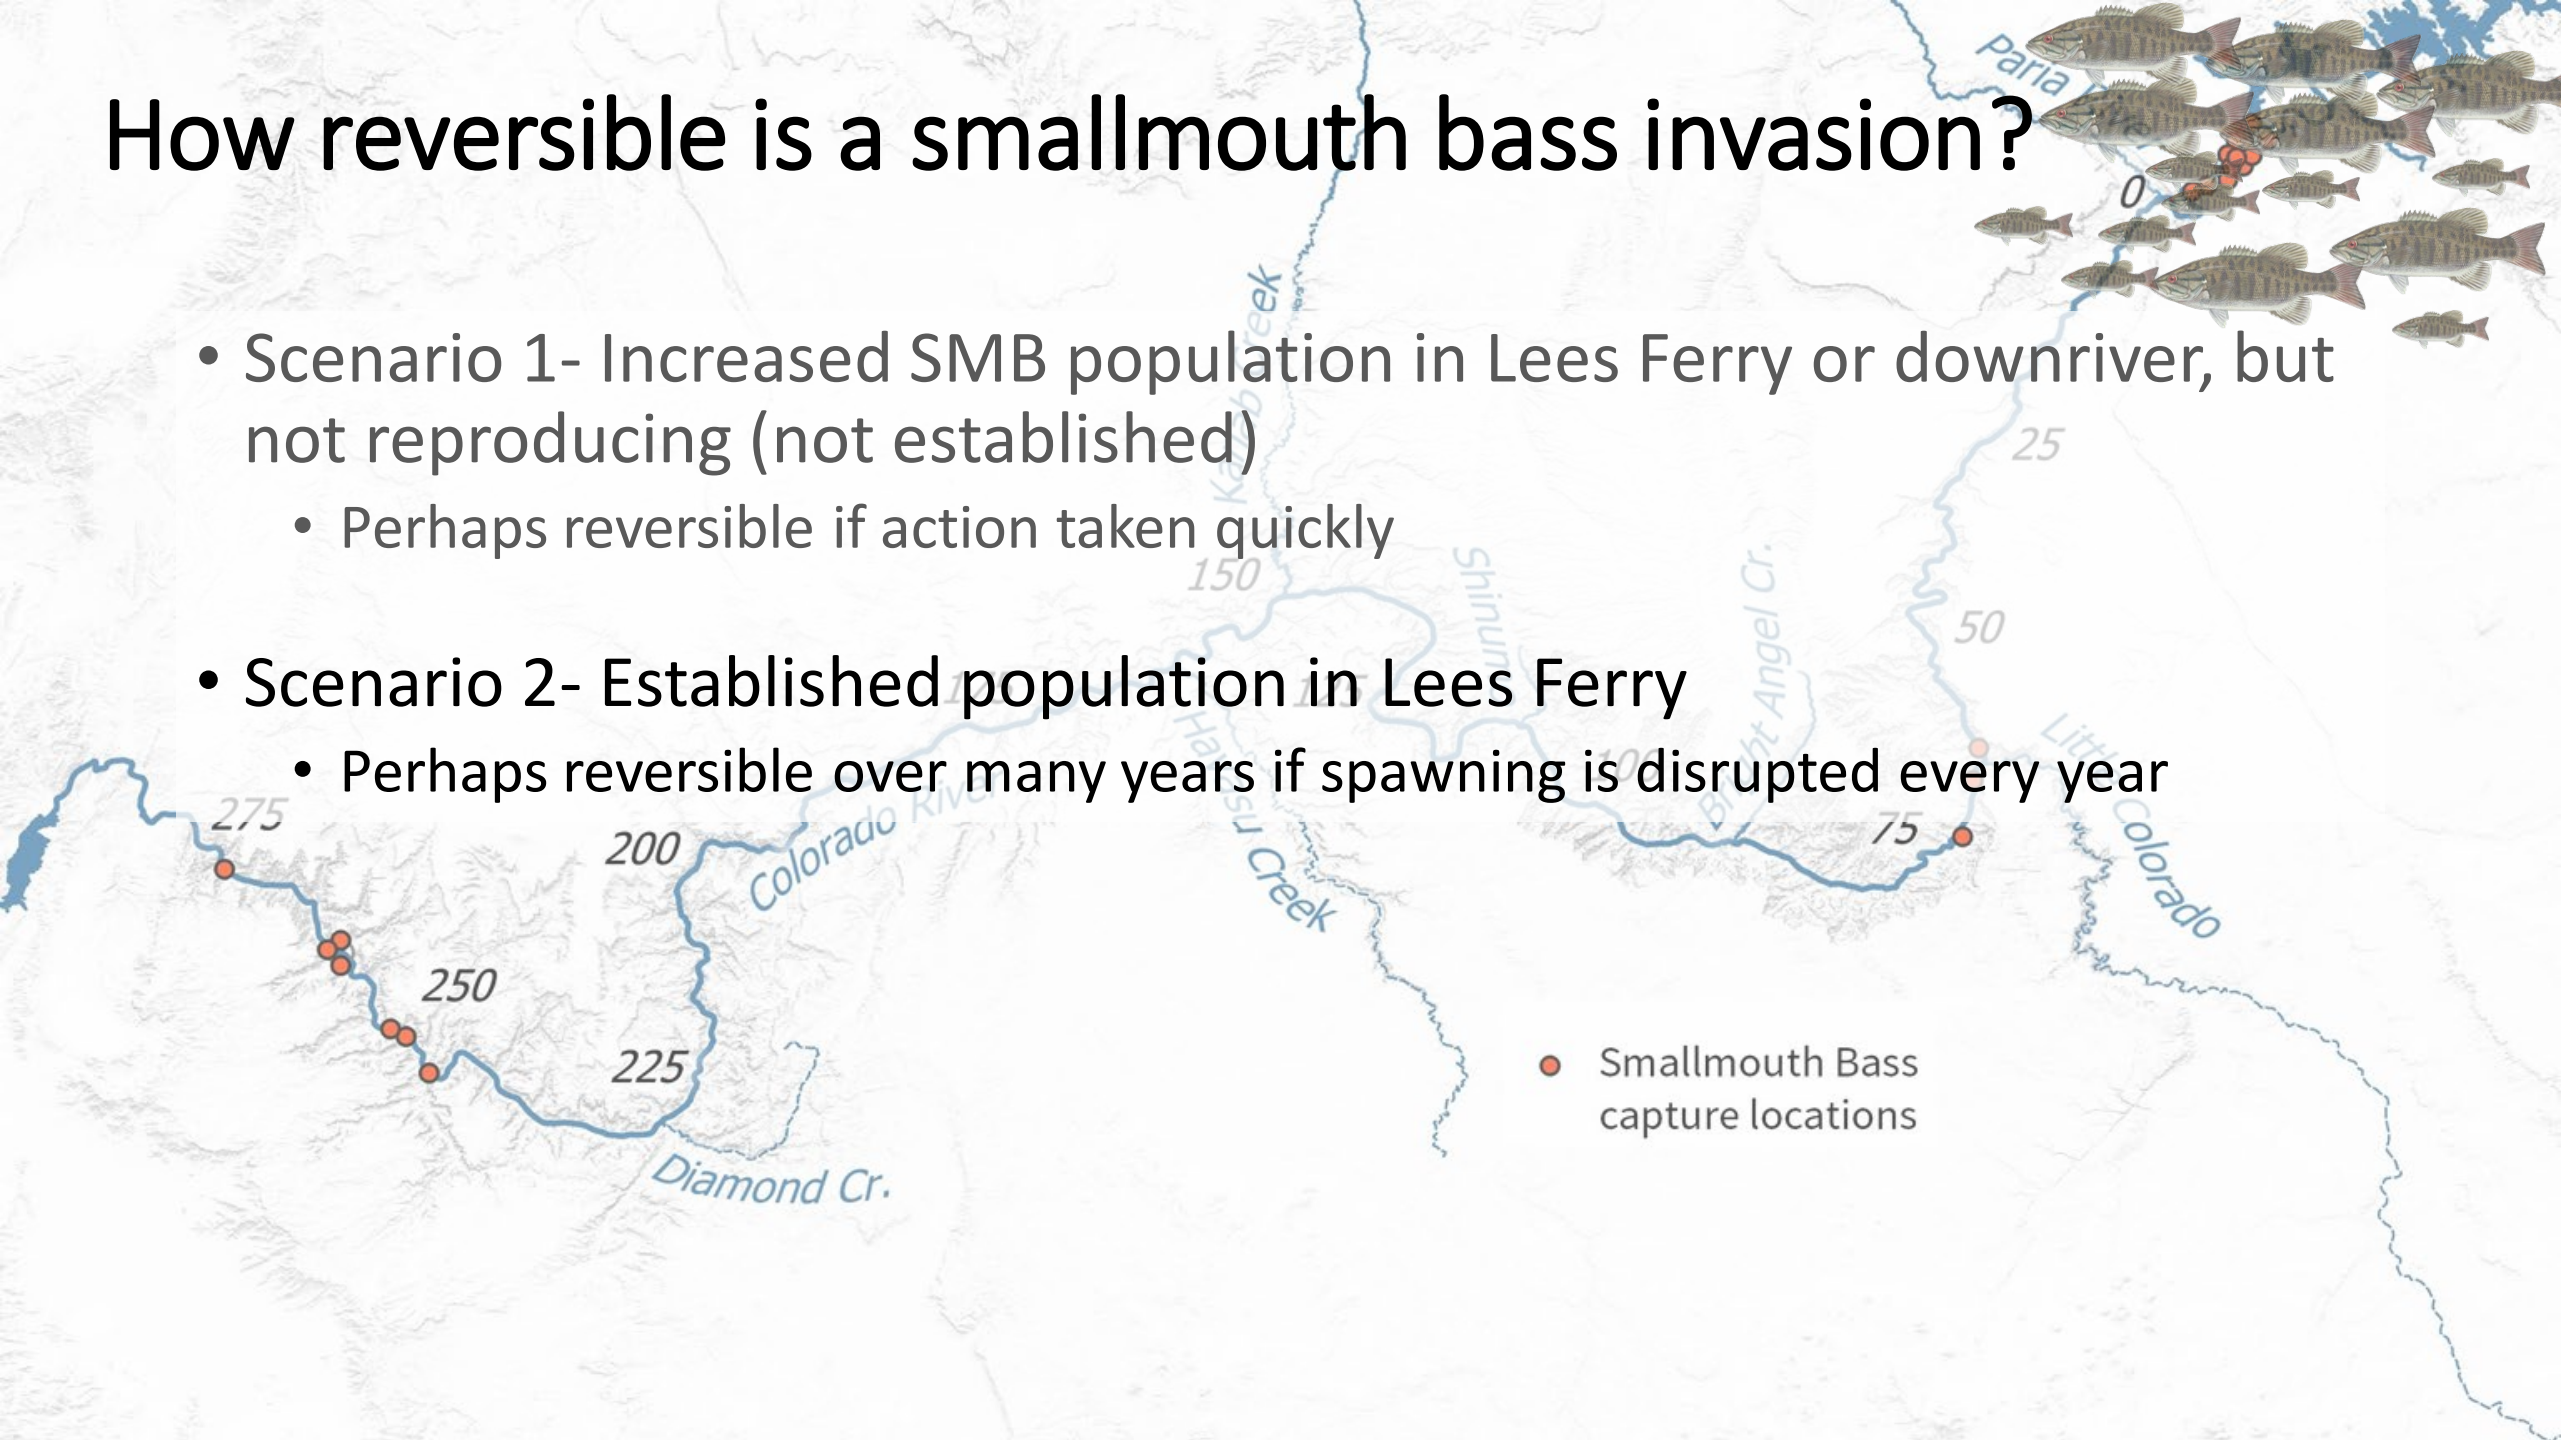 How reversible is a smallmouth bass invasion?
• Scenario 1- Increased SMB population in Lees Ferry or downriver, but
not reproducing (not established)
• Perhaps reversible if action taken quickly
• Scenario 2- Established population in Lees Ferry
• Perhaps reversible over many years if spawning is disrupted every year
Paria
0
25
50
75
100
125
150
200
225
250
275
Kanab Creek
Bright Angel Cr.
Little Colorado
Havasu Creek
Colorado River
Diamond Cr.
Smallmouth Bass
capture locations